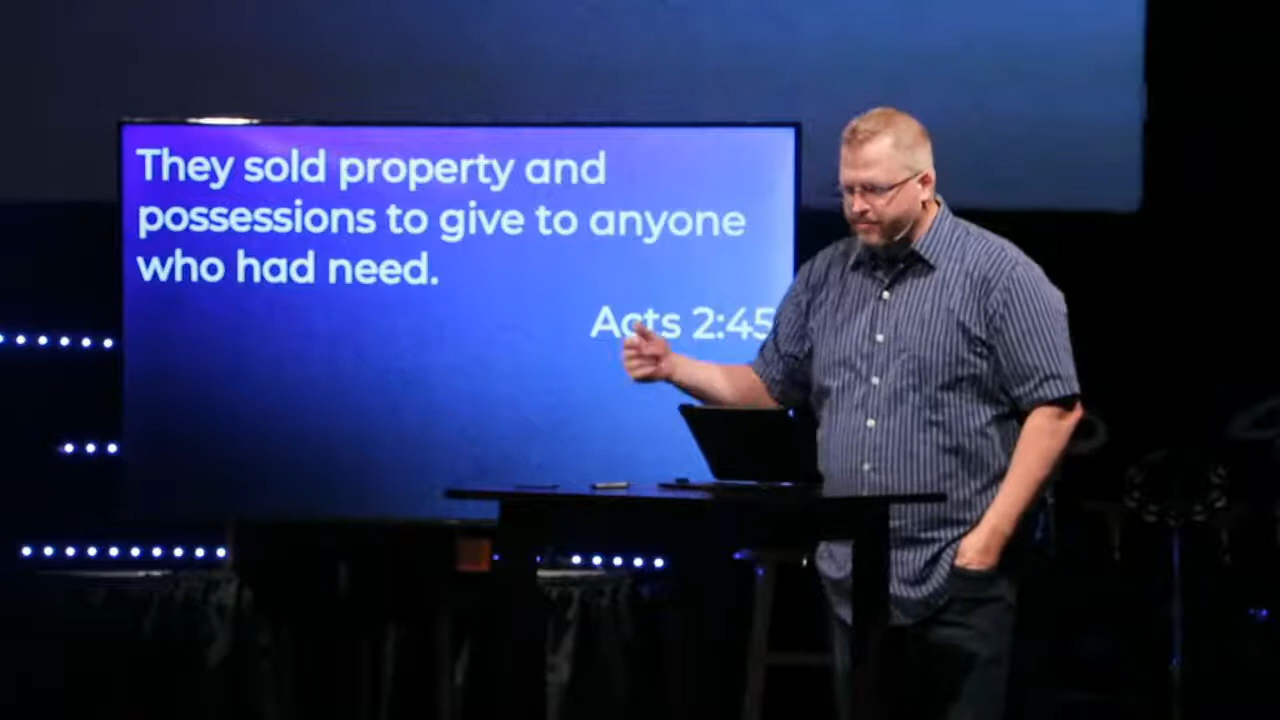 They sold property and
possessions to give to anyone
who had need.
Acts 2:45